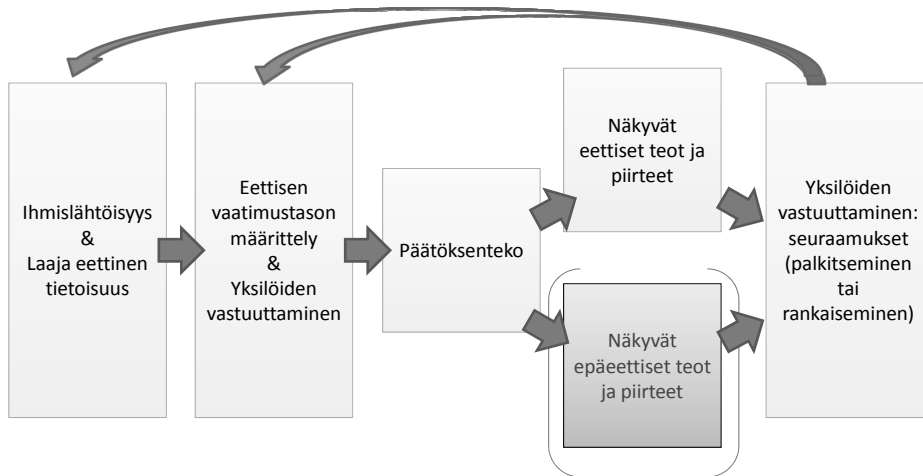 Ihmislähtöisyys
&
Laaja eettinen
tietoisuus
Eettisen
vaatimustason
määrittely
&
Yksilöiden
vastuuttaminen
Päätöksenteko
Näkyvät
eettiset teot ja
piirteet
Näkyvät
epäeettiset teot
ja piirteet
Yksilöiden
vastuuttaminen:
seuraamukset
(palkitseminen
tai
rankaiseminen)